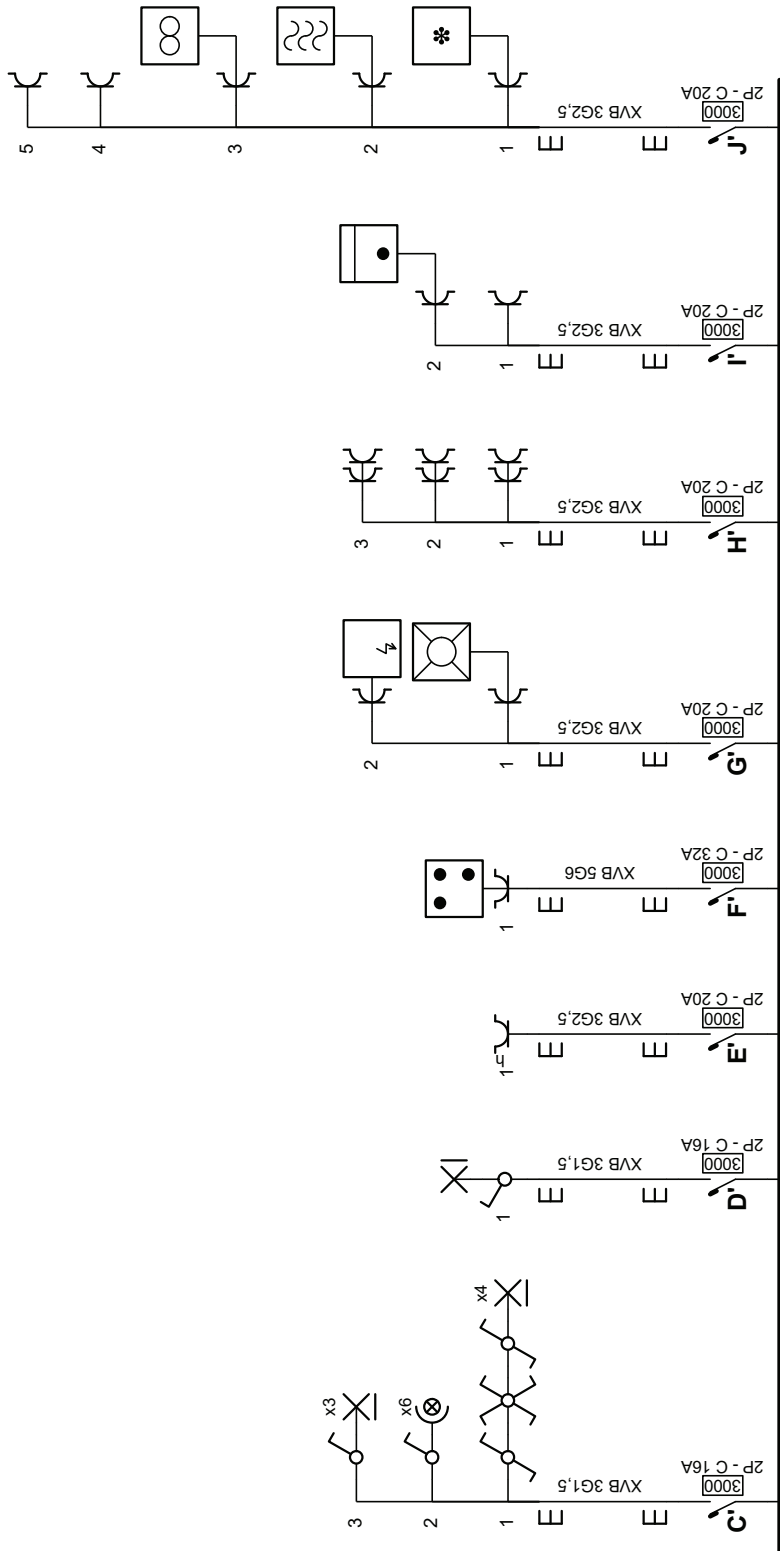 5
4
3
2
1
XVB 3G2,5
3000
2P - C 20A
J'
2
1
XVB 3G2,5
3000
2P - C 20A
I'
3
2
1
XVB 3G2,5
3000
2P - C 20A
H'
2
1
XVB 3G2,5
3000
2P - C 20A
G'
1
XVB 5G6
3000
2P - C 32A
F'
h
1
XVB 3G2,5
3000
2P - C 20A
E'
1
XVB 3G1,5
3000
2P - C 16A
D'
x3
x6
x4
3
2
1
XVB 3G1,5
3000
2P - C 16A
C'